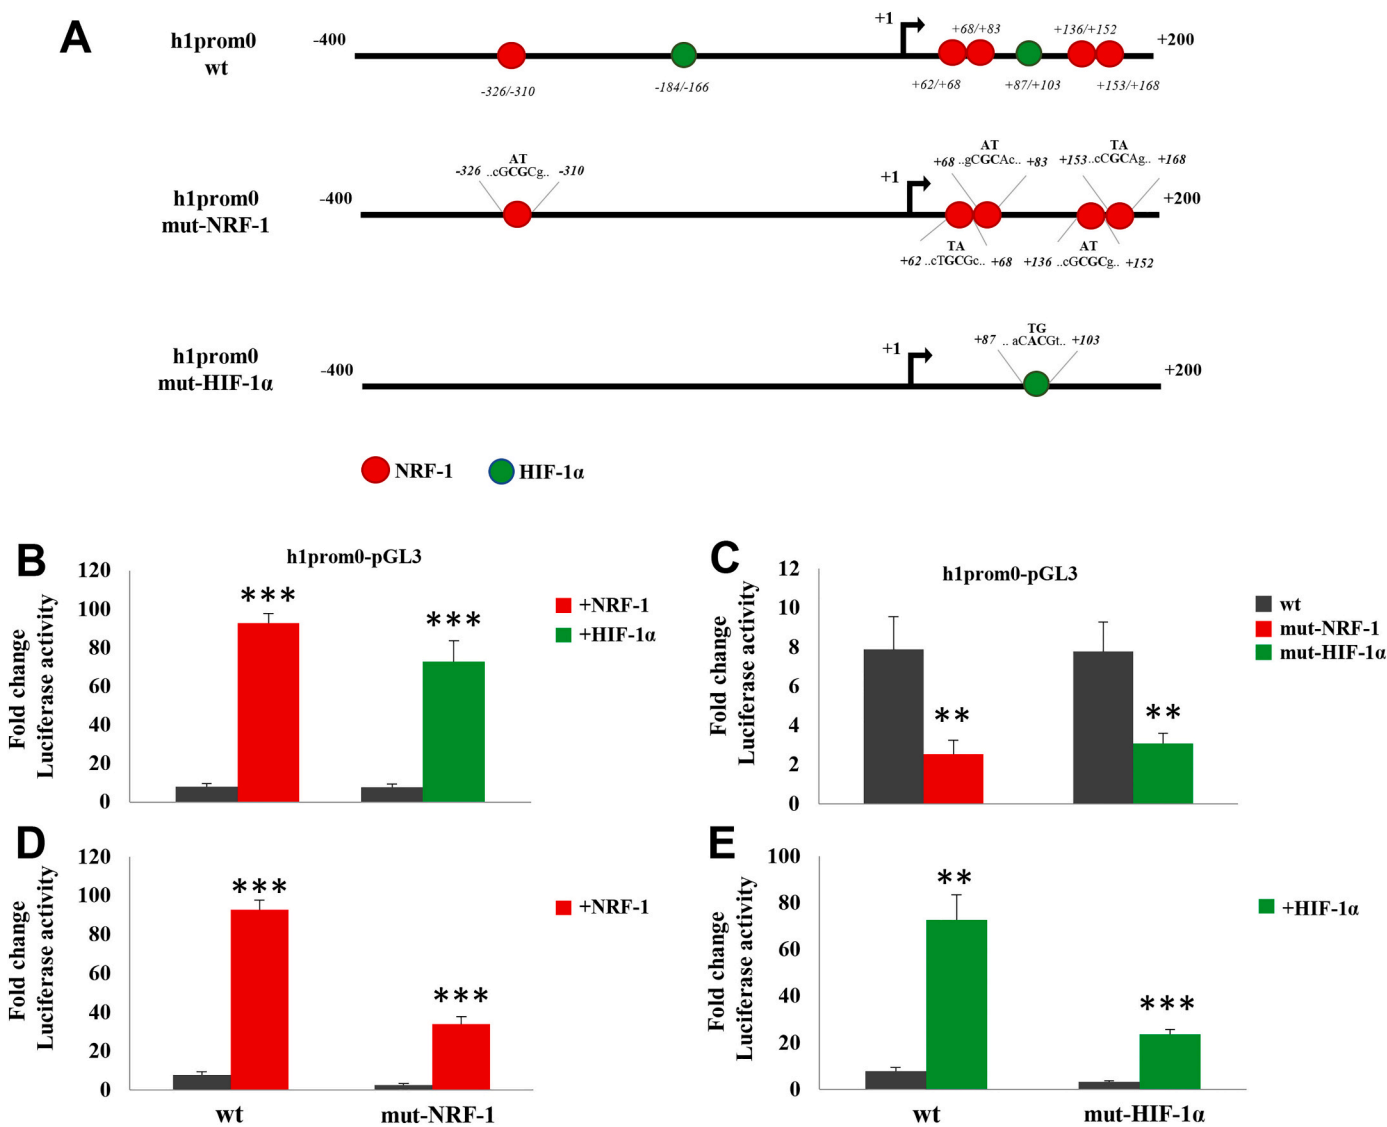 A
h1prom0
wt
-400
+1
+68/+83
+136/+152
+200
-326/-310
-184/-166
+62/+68
+87/+103
+153/+168
h1prom0
mut-NRF-1
-400
AT
-326 ..cGCGCg.. -310
+1
AT
+68 ..gCGCAc.. +83
TA
+153 ..cCGCAg.. +168
+200
TA
+62 ..cTGCGc.. +68
AT
+136 ..cGCGCg.. +152
h1prom0
mut-HIF-1α
-400
+1
TG
+87 .. aCACGt.. +103
+200
NRF-1
HIF-1α
B
h1prom0-pGL3
Fold change
Luciferase activity
120
100
80
60
40
20
0
***
***
+NRF-1
+HIF-1α
C
h1prom0-pGL3
Fold change
Luciferase activity
12
10
8
6
4
2
0
**
**
wt
mut-NRF-1
mut-HIF-1α
D
Fold change
Luciferase activity
120
100
80
60
40
20
0
***
***
wt
mut-NRF-1
+NRF-1
E
Fold change
Luciferase activity
100
80
60
40
20
0
**
***
wt
mut-HIF-1α
+HIF-1α